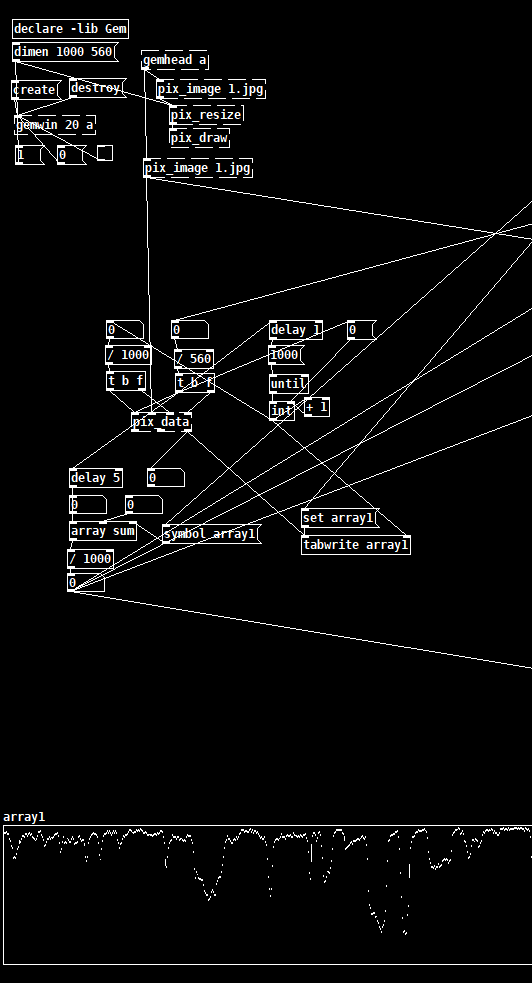 declare -lib Gem
dimen 1000 560
gemhead a
create
destroy
pix_image 1.jpg
pix_resize
gemwin 20 a
pix_draw
1
0
pix_image 1.jpg
0
0
delay 1
0
/ 1000
/ 560
1000
t b f
t b f
until
int
+ 1
pix_data
delay 5
0
0
0
set array1
array sum
symbol array1
tabwrite array1
/ 1000
0
array1